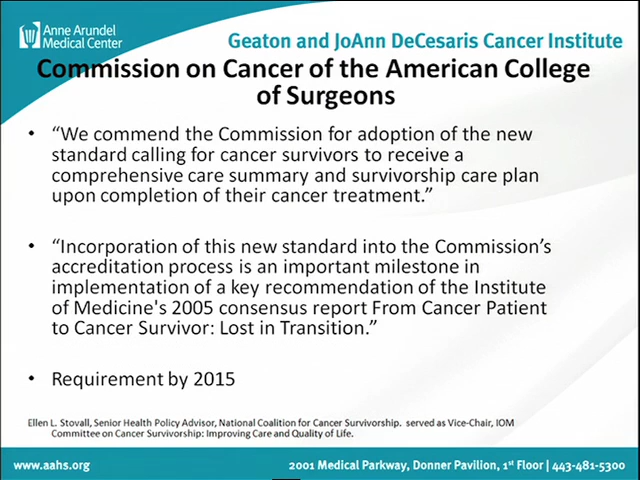 Anne Arundel
Medical Center
Geaton and JoAnn DeCesaris Cancer Institute
Commission on Cancer of the American College
of Surgeons
• “We commend the Commission for adoption of the new
standard calling for cancer survivors to receive a
comprehensive care summary and survivorship care plan
upon completion of their cancer treatment.”
• “Incorporation of this new standard into the Commission’s
accreditation process is an important milestone in
implementation of a key recommendation of the Institute
of Medicine's 2005 consensus report From Cancer Patient
to Cancer Survivor: Lost in Transition.”
• Requirement by 2015
Ellen L. Stovall, Senior Health Policy Advisor, National Coalition for Cancer Survivorship. served as Vice-Chair, IOM
Committee on Cancer Survivorship: Improving Care and Quality of Life.
www.aahs.org
2001 Medical Parkway, Donner Pavilion, 1st Floor | 443-481-5300